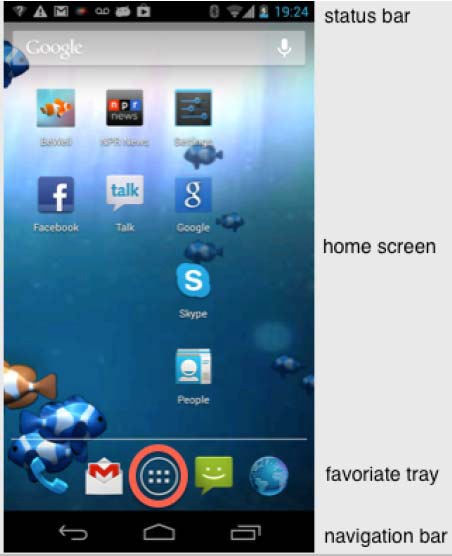 19:24
status bar
Google
npr
news
BeWell
NPR News
Settings
talk
Facebook
Talk
Google
home screen
Skype
People
favoriate tray
navigation bar